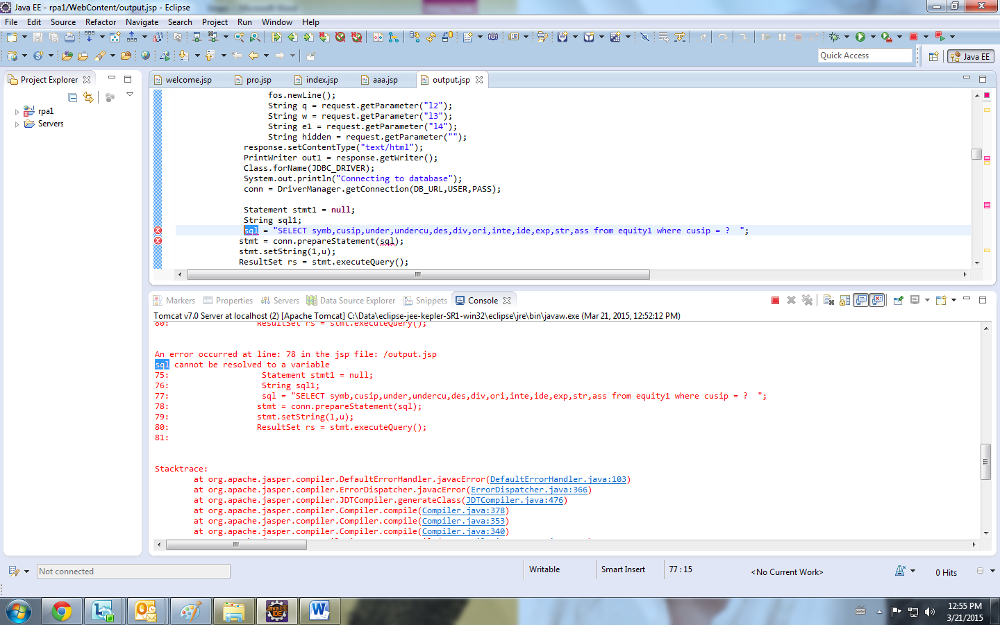 Java EE - rpa1/WebContent/output.jsp - Eclipse
File Edit Source Refactor Navigate Search Project Run Window Help
Quick Access
Java EE
Project Explorer
welcome.jsp pro.jsp index.jsp aaa.jsp output.jsp
rpa1
Servers
fos.newLine();
String q = request.getParameter("l2");
String w = request.getParameter("l3");
String e1 = request.getParameter("l4");
String hidden = request.getParameter("");
response.setContentType("text/html");
PrintWriter out1 = response.getWriter();
Class.forName(JDBC_DRIVER);
System.out.println("Connecting to database");
conn = DriverManager.getConnection(DB_URL,USER,PASS);
Statement stmt1 = null;
String sql1;
sql = "SELECT symb,cusip,under,undercu,des,div,ori,inte,ide,exp,str,ass from equity1 where cusip = ?  ";
stmt = conn.prepareStatement(sql);
stmt.setString(1,u);
ResultSet rs = stmt.executeQuery();
Markers Properties Servers Data Source Explorer Snippets Console
Tomcat v7.0 Server at localhost (2) [Apache Tomcat] C:\Data\eclipse-jee-kepler-SR1-win32\eclipse\jre\bin\javaw.exe (Mar 21, 2015, 12:52:12 PM)
80: ResultSet rs = stmt.executeQuery();
An error occurred at line: 78 in the jsp file: /output.jsp
sql cannot be resolved to a variable
75: Statement stmt1 = null;
76: String sql1;
77: sql = "SELECT symb,cusip,under,undercu,des,div,ori,inte,ide,exp,str,ass from equity1 where cusip = ?  ";
78: stmt = conn.prepareStatement(sql);
79: stmt.setString(1,u);
80: ResultSet rs = stmt.executeQuery();
81:
Stacktrace:
at org.apache.jasper.compiler.DefaultErrorHandler.javacError(DefaultErrorHandler.java:103)
at org.apache.jasper.compiler.ErrorDispatcher.javacError(ErrorDispatcher.java:366)
at org.apache.jasper.compiler.JDTCompiler.generateClass(JDTCompiler.java:476)
at org.apache.jasper.compiler.Compiler.compile(Compiler.java:378)
at org.apache.jasper.compiler.Compiler.compile(Compiler.java:353)
at org.apache.jasper.compiler.Compiler.compile(Compiler.java:340)
Not connected
Writable
Smart Insert
77 : 15
<No Current Work>
0 Hits
Java EE
IDE
12:55 PM
3/21/2015